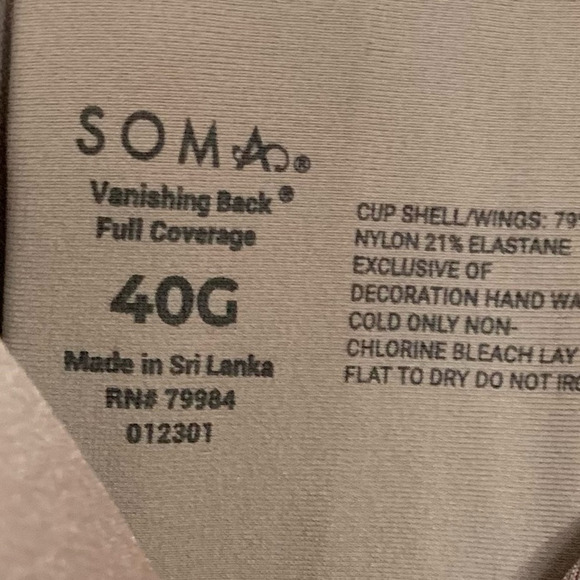 SOMA®
Vanishing Back®
Full Coverage
40G
Made in Sri Lanka
RN# 79984
012301
CUP SHELL/WINGS: 79
NYLON 21% ELASTANE
EXCLUSIVE OF
DECORATION HAND WA
COLD ONLY NON-
CHLORINE BLEACH LAY
FLAT TO DRY DO NOT IRO